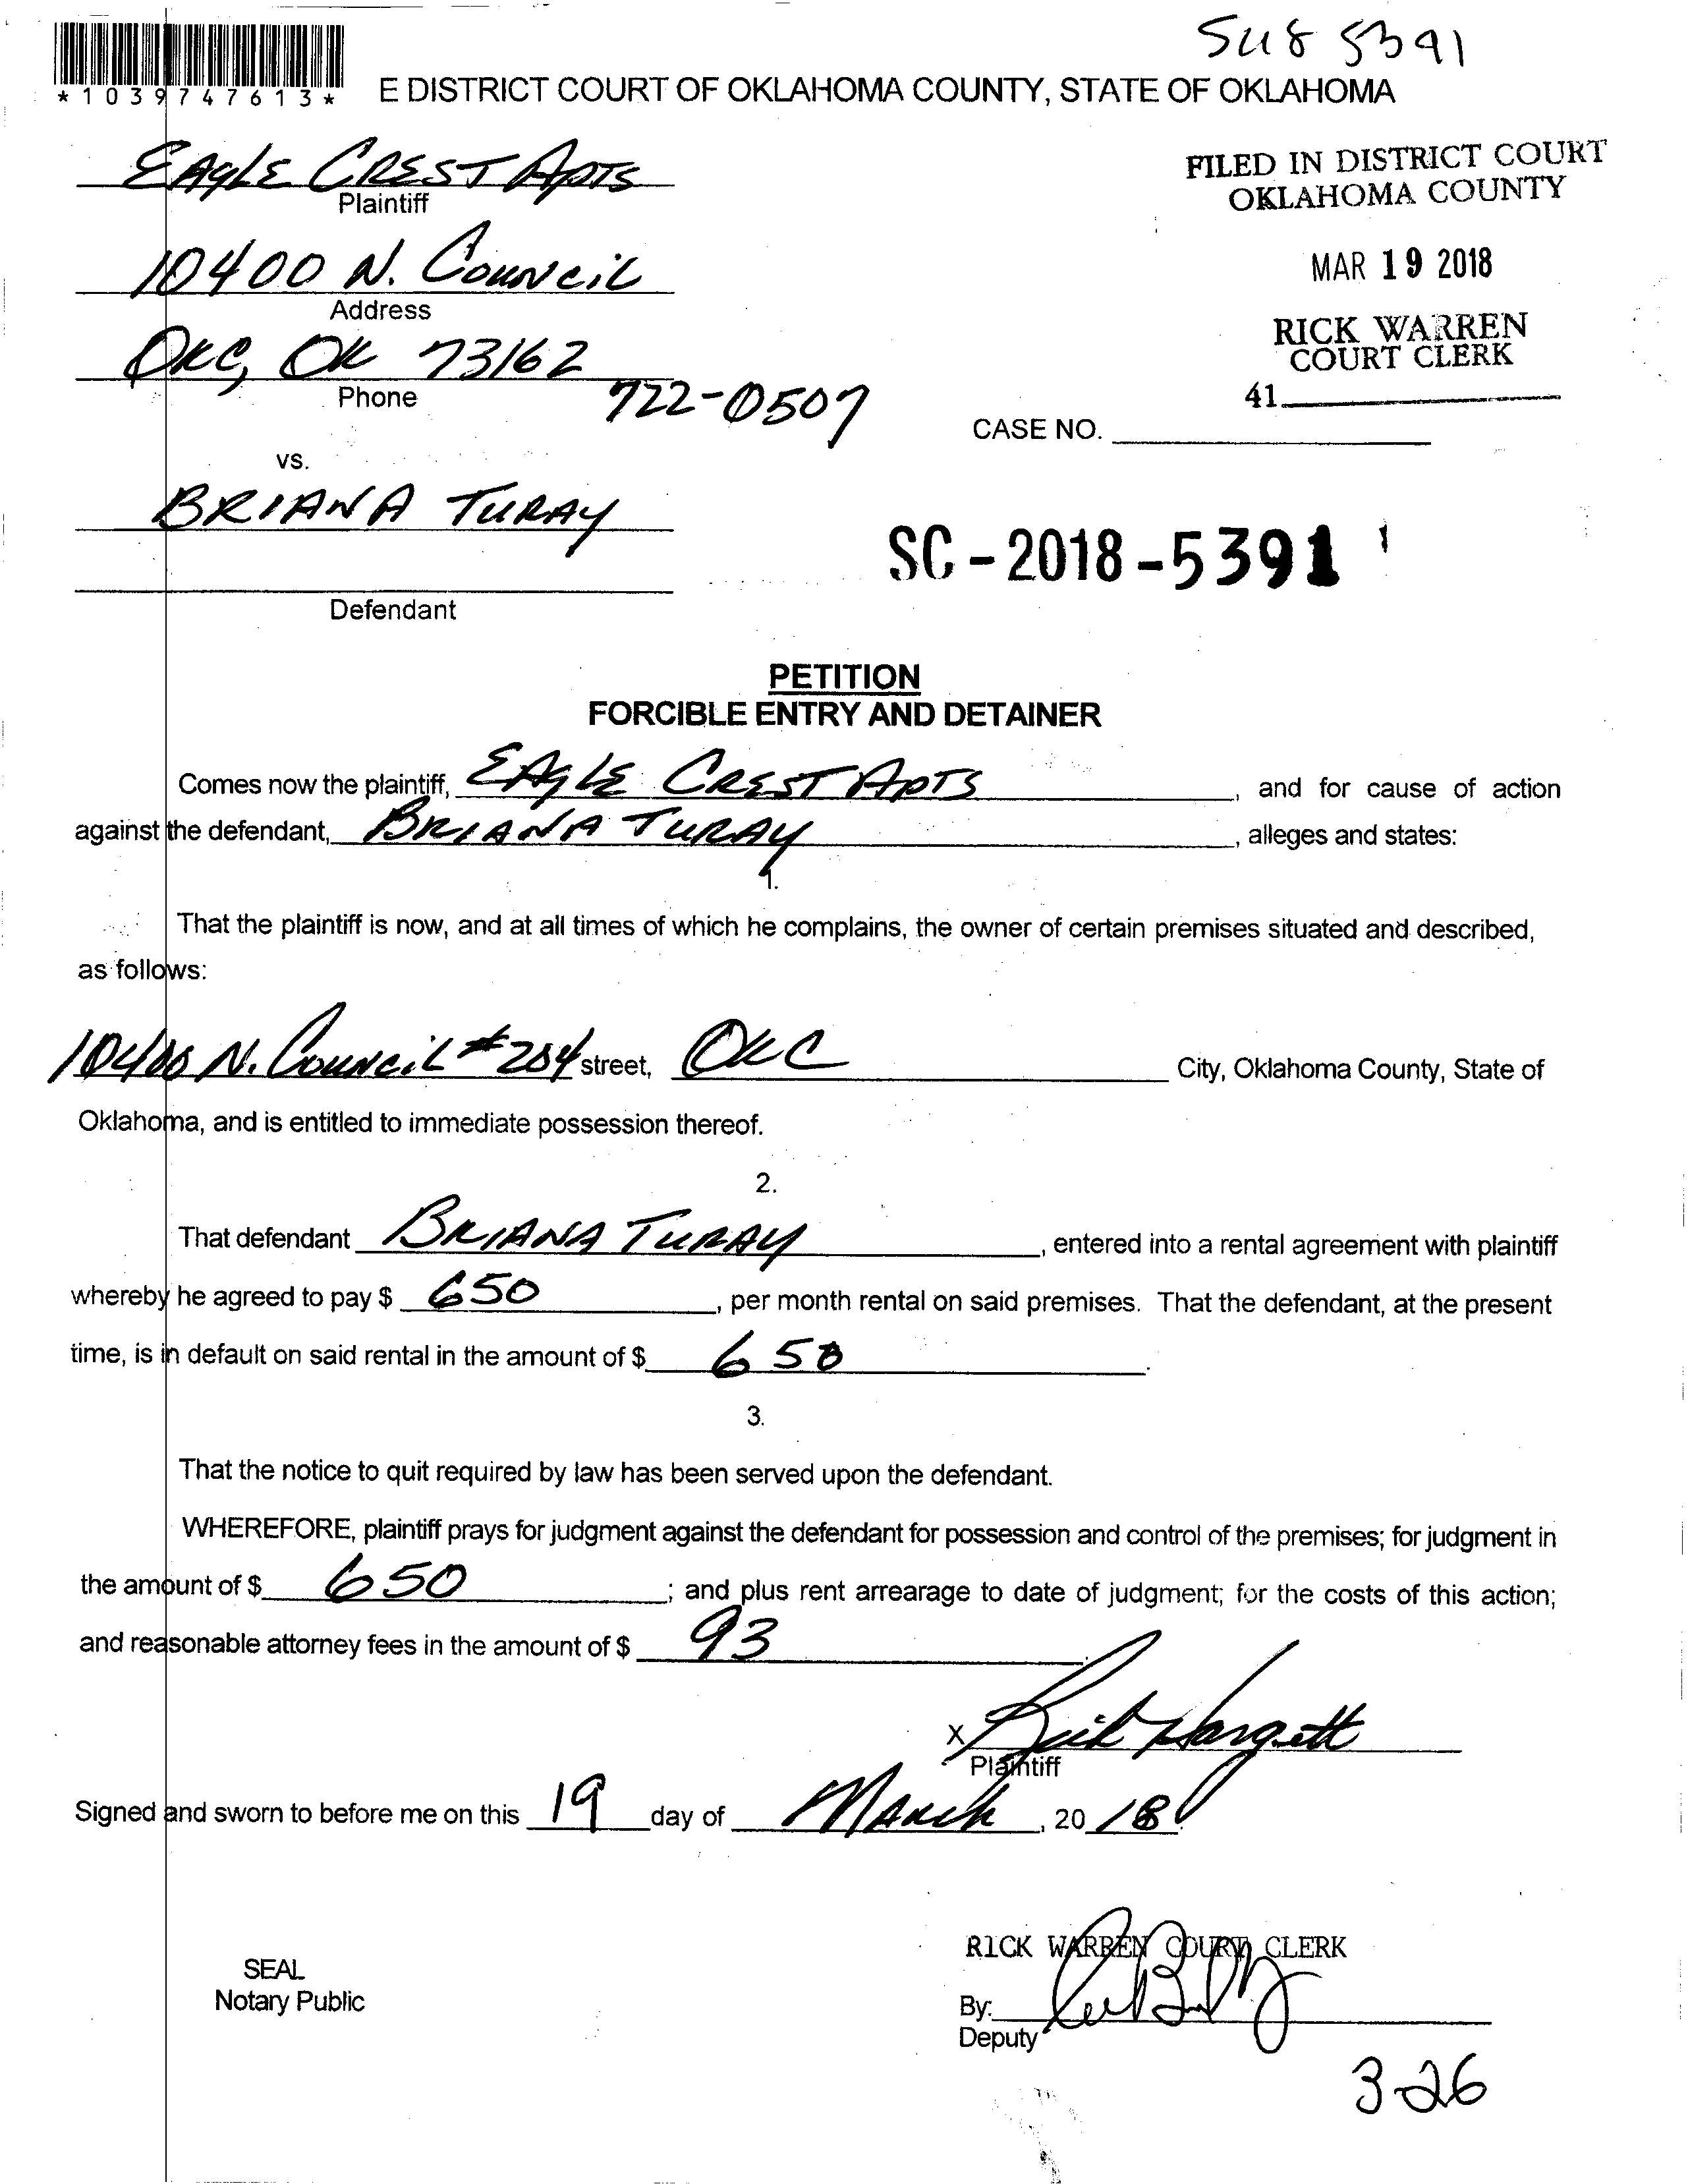 SC18 5391
*1039747613*
E DISTRICT COURT OF OKLAHOMA COUNTY, STATE OF OKLAHOMA
EAGLE CREST APTS
Plaintiff
FILED IN DISTRICT COURT
OKLAHOMA COUNTY
10400 N. COUNCIL
Address
MAR 19 2018
OKC, OK 73162
Phone
722-0507
RICK WARREN
COURT CLERK
41
CASE NO.
vs.
BRIANA TURAY
SC-2018-5391
Defendant
PETITION
FORCIBLE ENTRY AND DETAINER
Comes now the plaintiff, EAGLE CREST APTS, and for cause of action
against the defendant, BRIANA TURAY, alleges and states:
1.
That the plaintiff is now, and at all times of which he complains, the owner of certain premises situated and described,
as follows:
10400 N. COUNCIL #204 street, OKC City, Oklahoma County, State of
Oklahoma, and is entitled to immediate possession thereof.
2.
That defendant BRIANA TURAY, entered into a rental agreement with plaintiff
whereby he agreed to pay $ 650, per month rental on said premises. That the defendant, at the present
time, is in default on said rental in the amount of $ 650.
3.
That the notice to quit required by law has been served upon the defendant.
WHEREFORE, plaintiff prays for judgment against the defendant for possession and control of the premises; for judgment in
the amount of $ 650; and plus rent arrearage to date of judgment; for the costs of this action;
and reasonable attorney fees in the amount of $ 93.
X Rick Hargett
Plaintiff
Signed and sworn to before me on this 19 day of MARCH, 20 18.
RICK WARREN COURT CLERK
SEAL
Notary Public
By:
Deputy
3-26